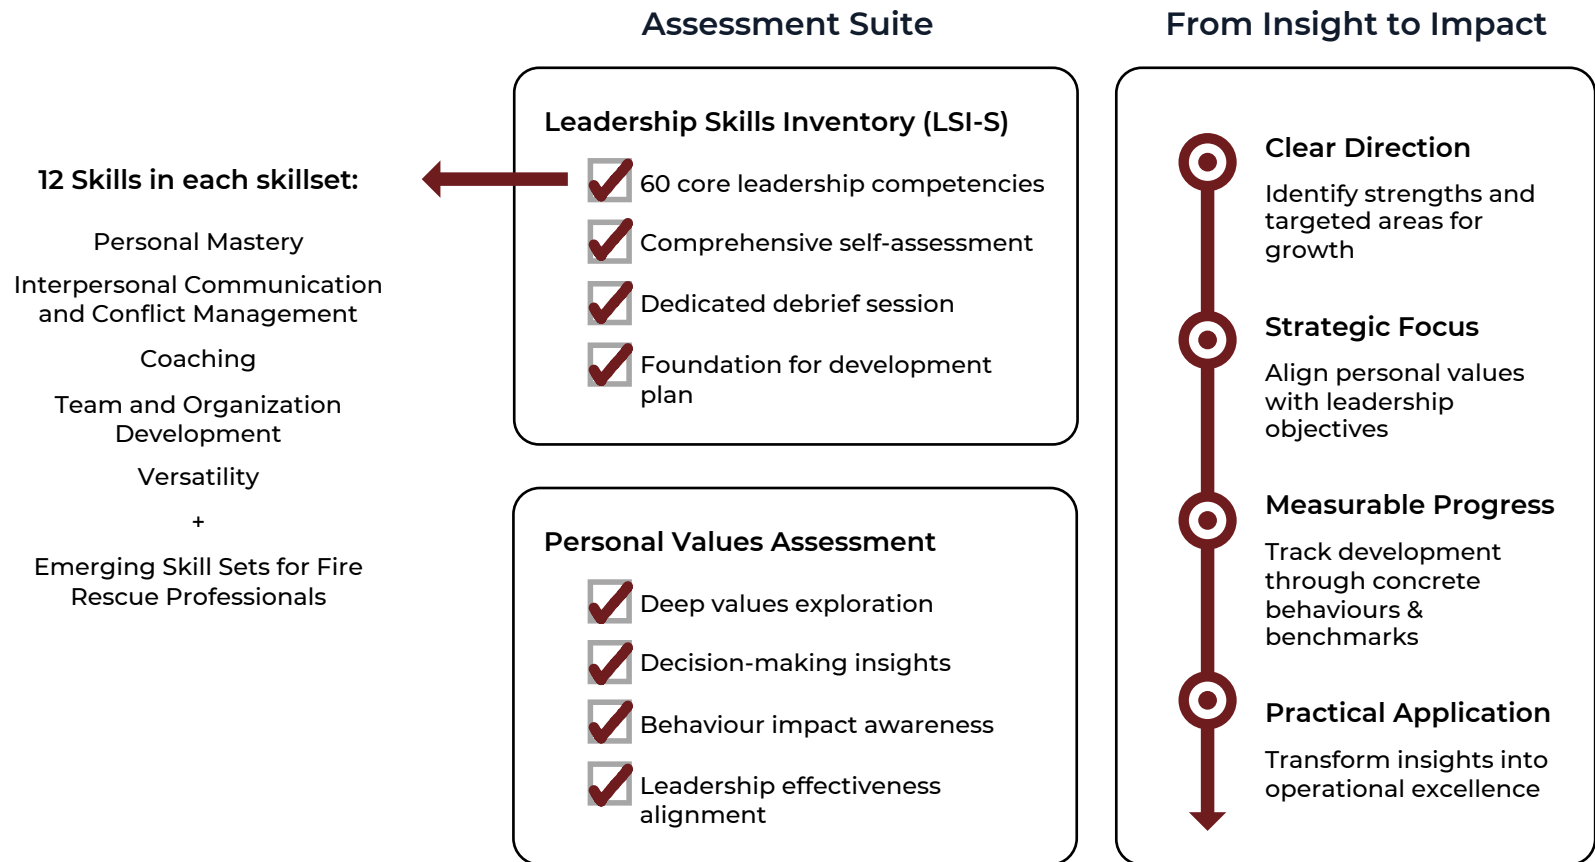 Assessment Suite
From Insight to Impact
12 Skills in each skillset:
Personal Mastery
Interpersonal Communication
and Conflict Management
Coaching
Team and Organization
Development
Versatility
+
Emerging Skill Sets for Fire
Rescue Professionals
Leadership Skills Inventory (LSI-S)
60 core leadership competencies
Comprehensive self-assessment
Dedicated debrief session
Foundation for development
plan
Personal Values Assessment
Deep values exploration
Decision-making insights
Behaviour impact awareness
Leadership effectiveness
alignment
Clear Direction
Identify strengths and
targeted areas for
growth
Strategic Focus
Align personal values
with leadership
objectives
Measurable Progress
Track development
through concrete
behaviours &
benchmarks
Practical Application
Transform insights into
operational excellence